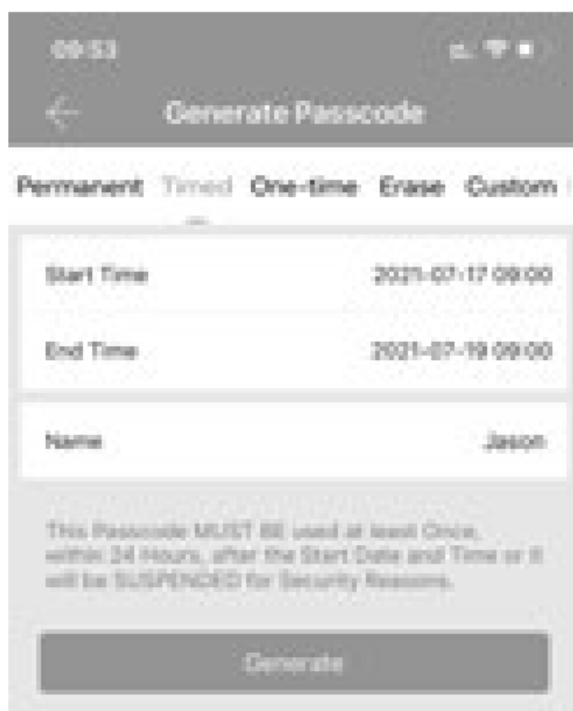 09:53
Generate Passcode
Permanent Timed One-time Erase Custom
Start Time 2021-07-17 09:00
End Time 2021-07-19 09:00
Name Jason
This Passcode MUST BE used at least Once,
within 24 Hours, after the Start Date and Time or it
will be SUSPENDED for Security Reasons.
Generate